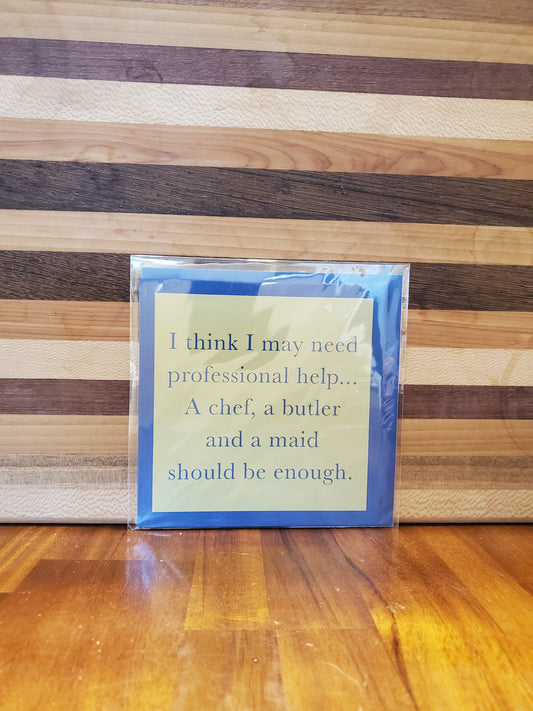 I think I may need
professional help...
A chef, a butler
and a maid
should be enough.